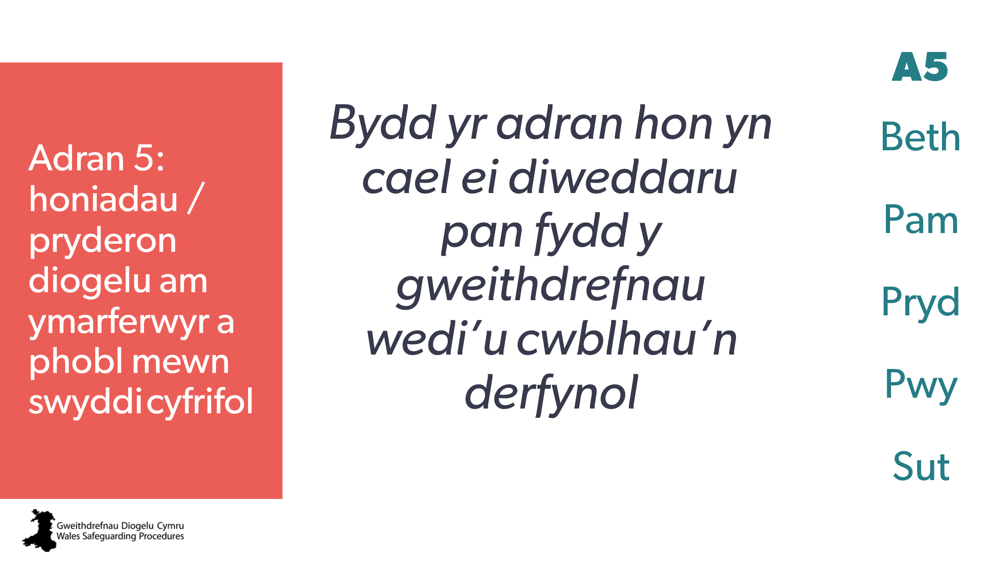 Adran 5:
honiadau /
pryderon
diogelu am
ymarferwyr a
phobl mewn
swyddi cyfrifol
Bydd yr adran hon yn
cael ei diweddaru
pan fydd y
gweithdrefnau
wedi’u cwblhau’n
derfynol
A5
Beth
Pam
Pryd
Pwy
Sut
Gweithdrefnau Diogelu Cymru
Wales Safeguarding Procedures